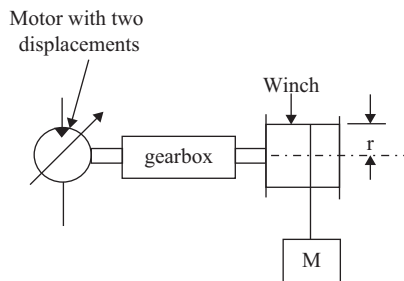 Motor with two
displacements
Winch
gearbox
r
M